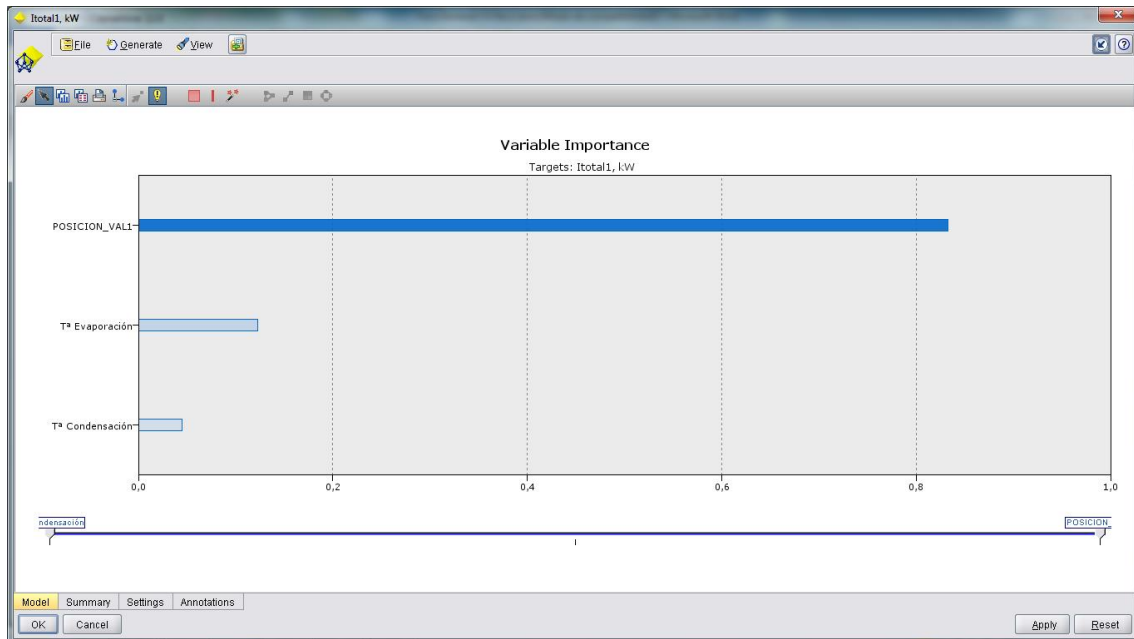 Itotal1, kW
File Generate View
Variable Importance
Targets: Itotal1, kW
POSICION_VAL1
Tª Evaporación
Tª Condensación
0,0 0,2 0,4 0,6 0,8 1,0
ndensación POSICION_
Model Summary Settings Annotations
OK Cancel Apply Reset